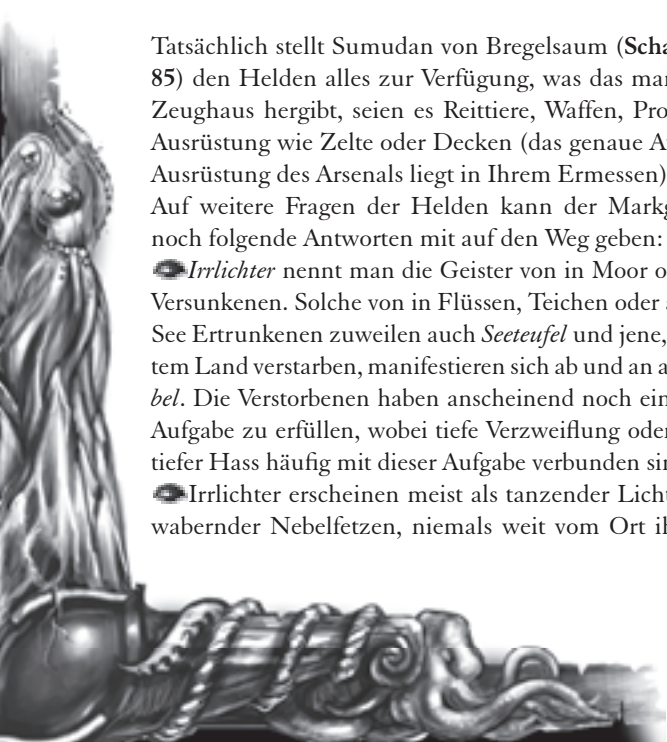 Tatsächlich stellt Sumudan von Bregelsaum (Scha
85) den Helden alles zur Verfügung, was das mar
Zeughaus hergibt, seien es Reittiere, Waffen, Pro
Ausrüstung wie Zelte oder Decken (das genaue A
Ausrüstung des Arsenals liegt in Ihrem Ermessen)
Auf weitere Fragen der Helden kann der Markg
noch folgende Antworten mit auf den Weg geben:
Irrlichter nennt man die Geister von in Moor o
Versunkenen. Solche von in Flüssen, Teichen oder
See Ertrunkenen zuweilen auch Seeteufel und jene,
tem Land verstarben, manifestieren sich ab und an a
bel. Die Verstorbenen haben anscheinend noch ein
Aufgabe zu erfüllen, wobei tiefe Verzweiflung oder
tiefer Hass häufig mit dieser Aufgabe verbunden sin
Irrlichter erscheinen meist als tanzender Licht
wabernder Nebelfetzen, niemals weit vom Ort ih